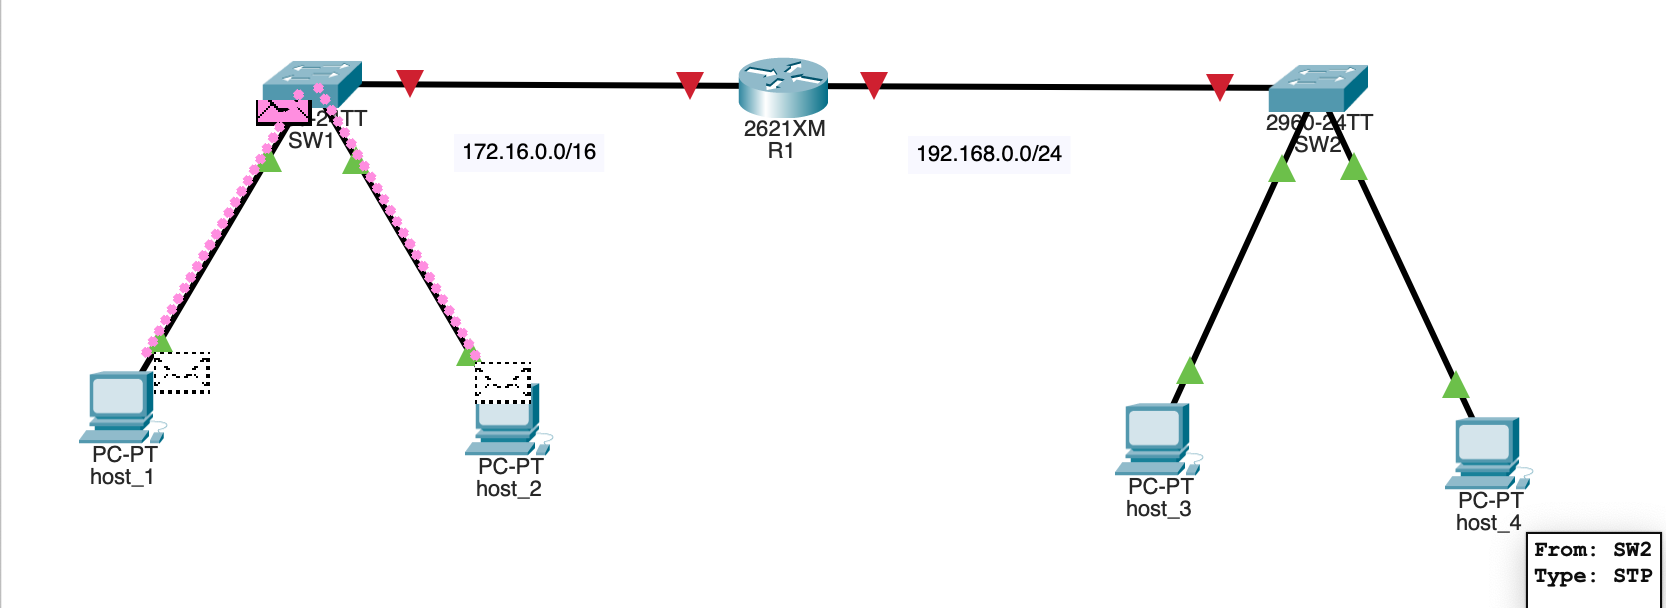 -24TT
SW1
172.16.0.0/16
2621XM
R1
192.168.0.0/24
2960-24TT
SW2
PC-PT
host_1
PC-PT
host_2
PC-PT
host_3
PC-PT
host_4
From: SW2
Type: STP